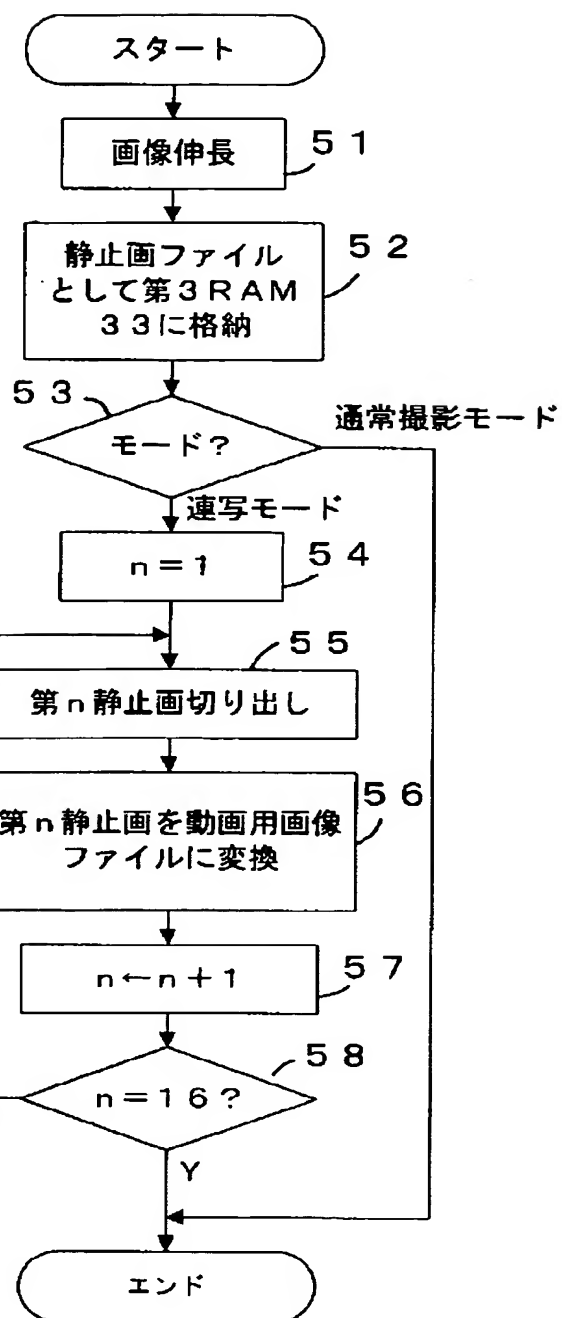 スタート
画像伸長
51
静止画ファイル
として第3RAM
33に格納
52
53
モード?
通常撮影モード
連写モード
n=1
54
55
第n静止画切り出し
第n静止画を動画用画像
ファイルに変換
56
n←n+1
57
58
n=16?
Y
エンド